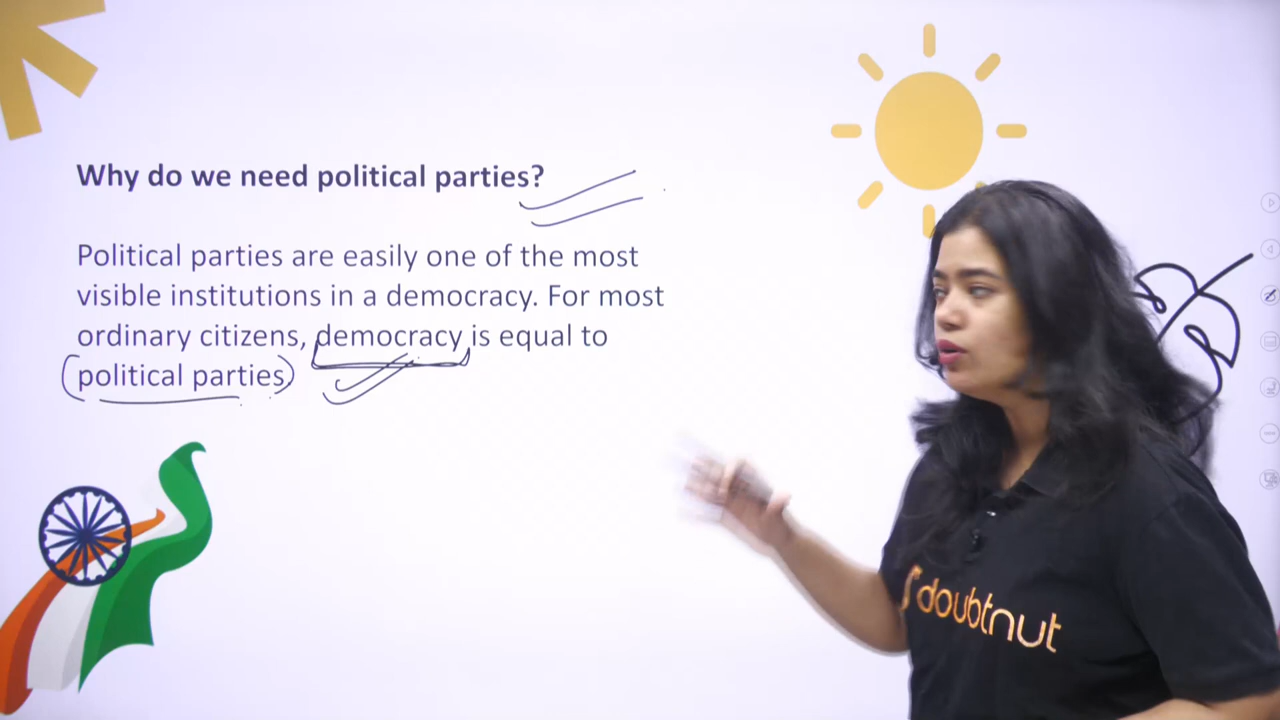 Why do we need political parties?
Political parties are easily one of the most
visible institutions in a democracy. For most
ordinary citizens, democracy is equal to
political parties
doubtnut